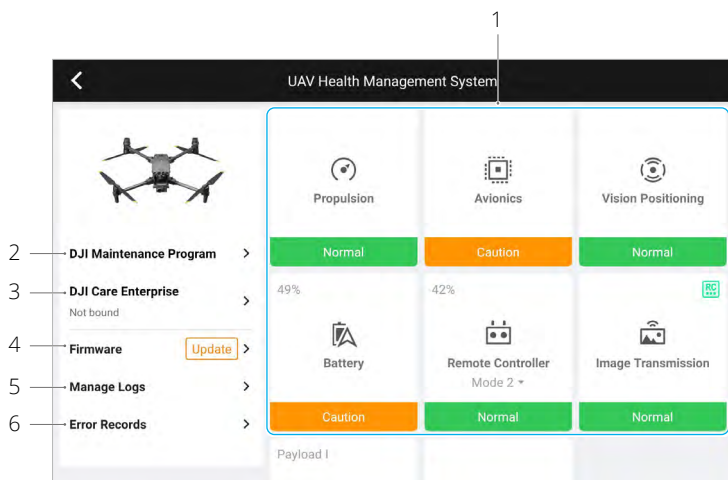 1
UAV Health Management System
Propulsion
Avionics
Vision Positioning
Normal
Caution
Normal
2
DJI Maintenance Program
3
DJI Care Enterprise
Not bound
4
Firmware
Update
5
Manage Logs
6
Error Records
49%
42%
RC
Battery
Remote Controller
Mode 2
Image Transmission
Caution
Normal
Normal
Payload I